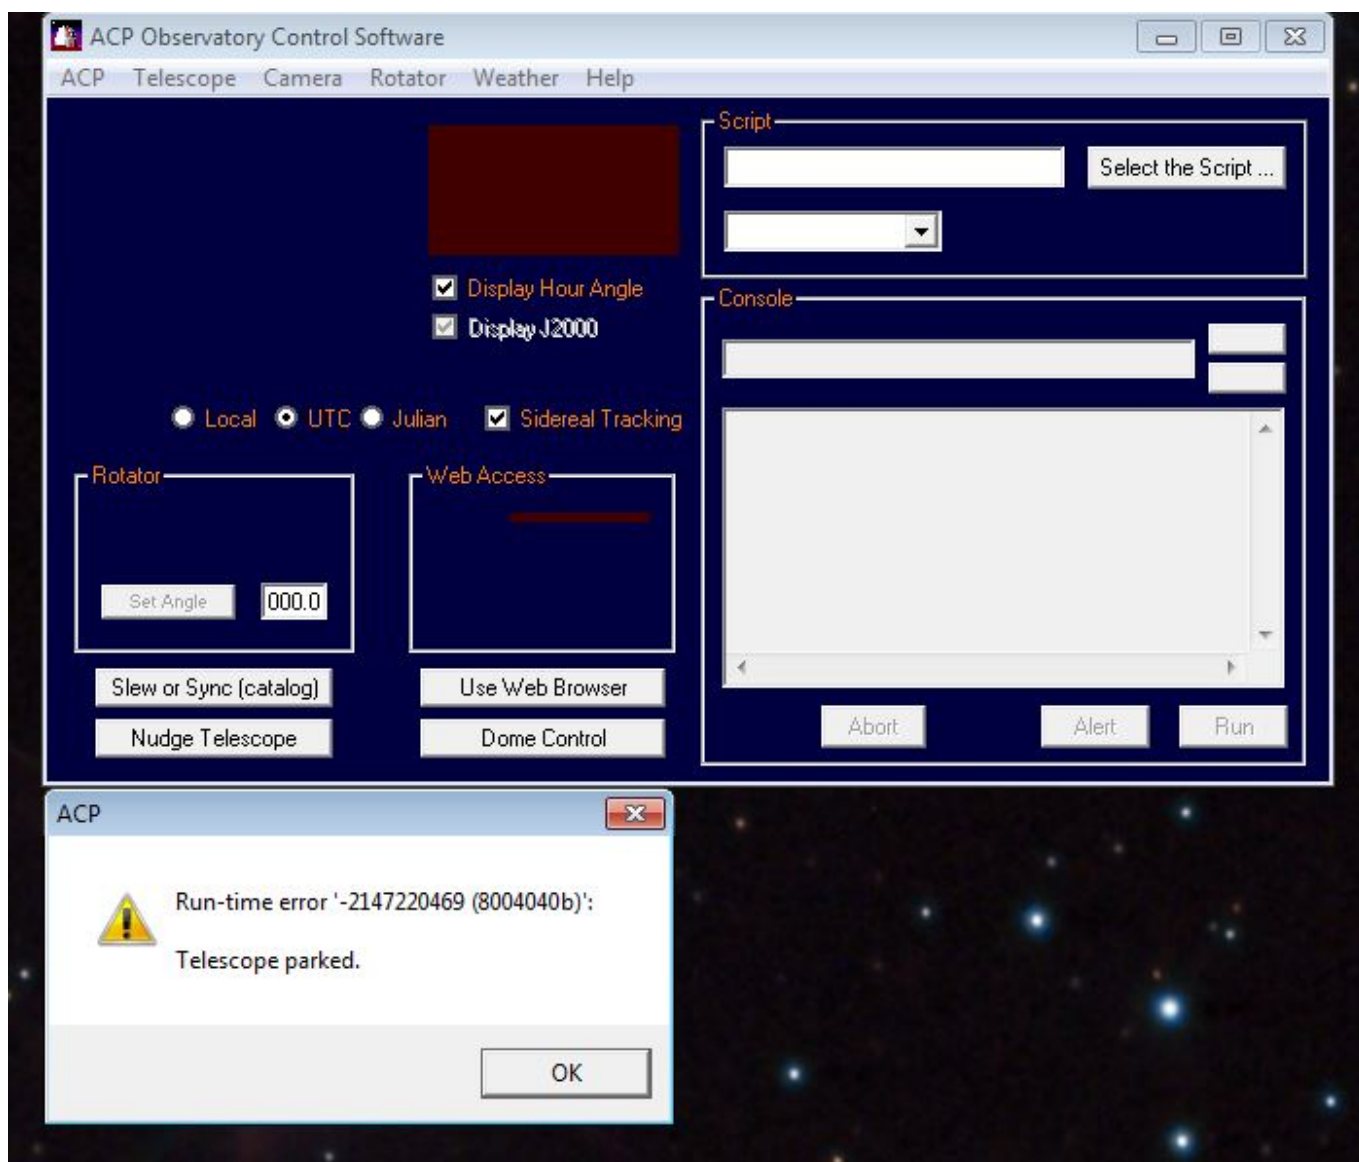 ACP Observatory Control Software
ACP Telescope Camera Rotator Weather Help
Script
Select the Script ...
Display Hour Angle
Display J2000
Console
Local UTC Julian Sidereal Tracking
Rotator
Web Access
Set Angle 000.0
Slew or Sync (catalog)
Use Web Browser
Nudge Telescope
Dome Control
Abort Alert Run
ACP
Run-time error '-2147220469 (8004040b)':
Telescope parked.
OK